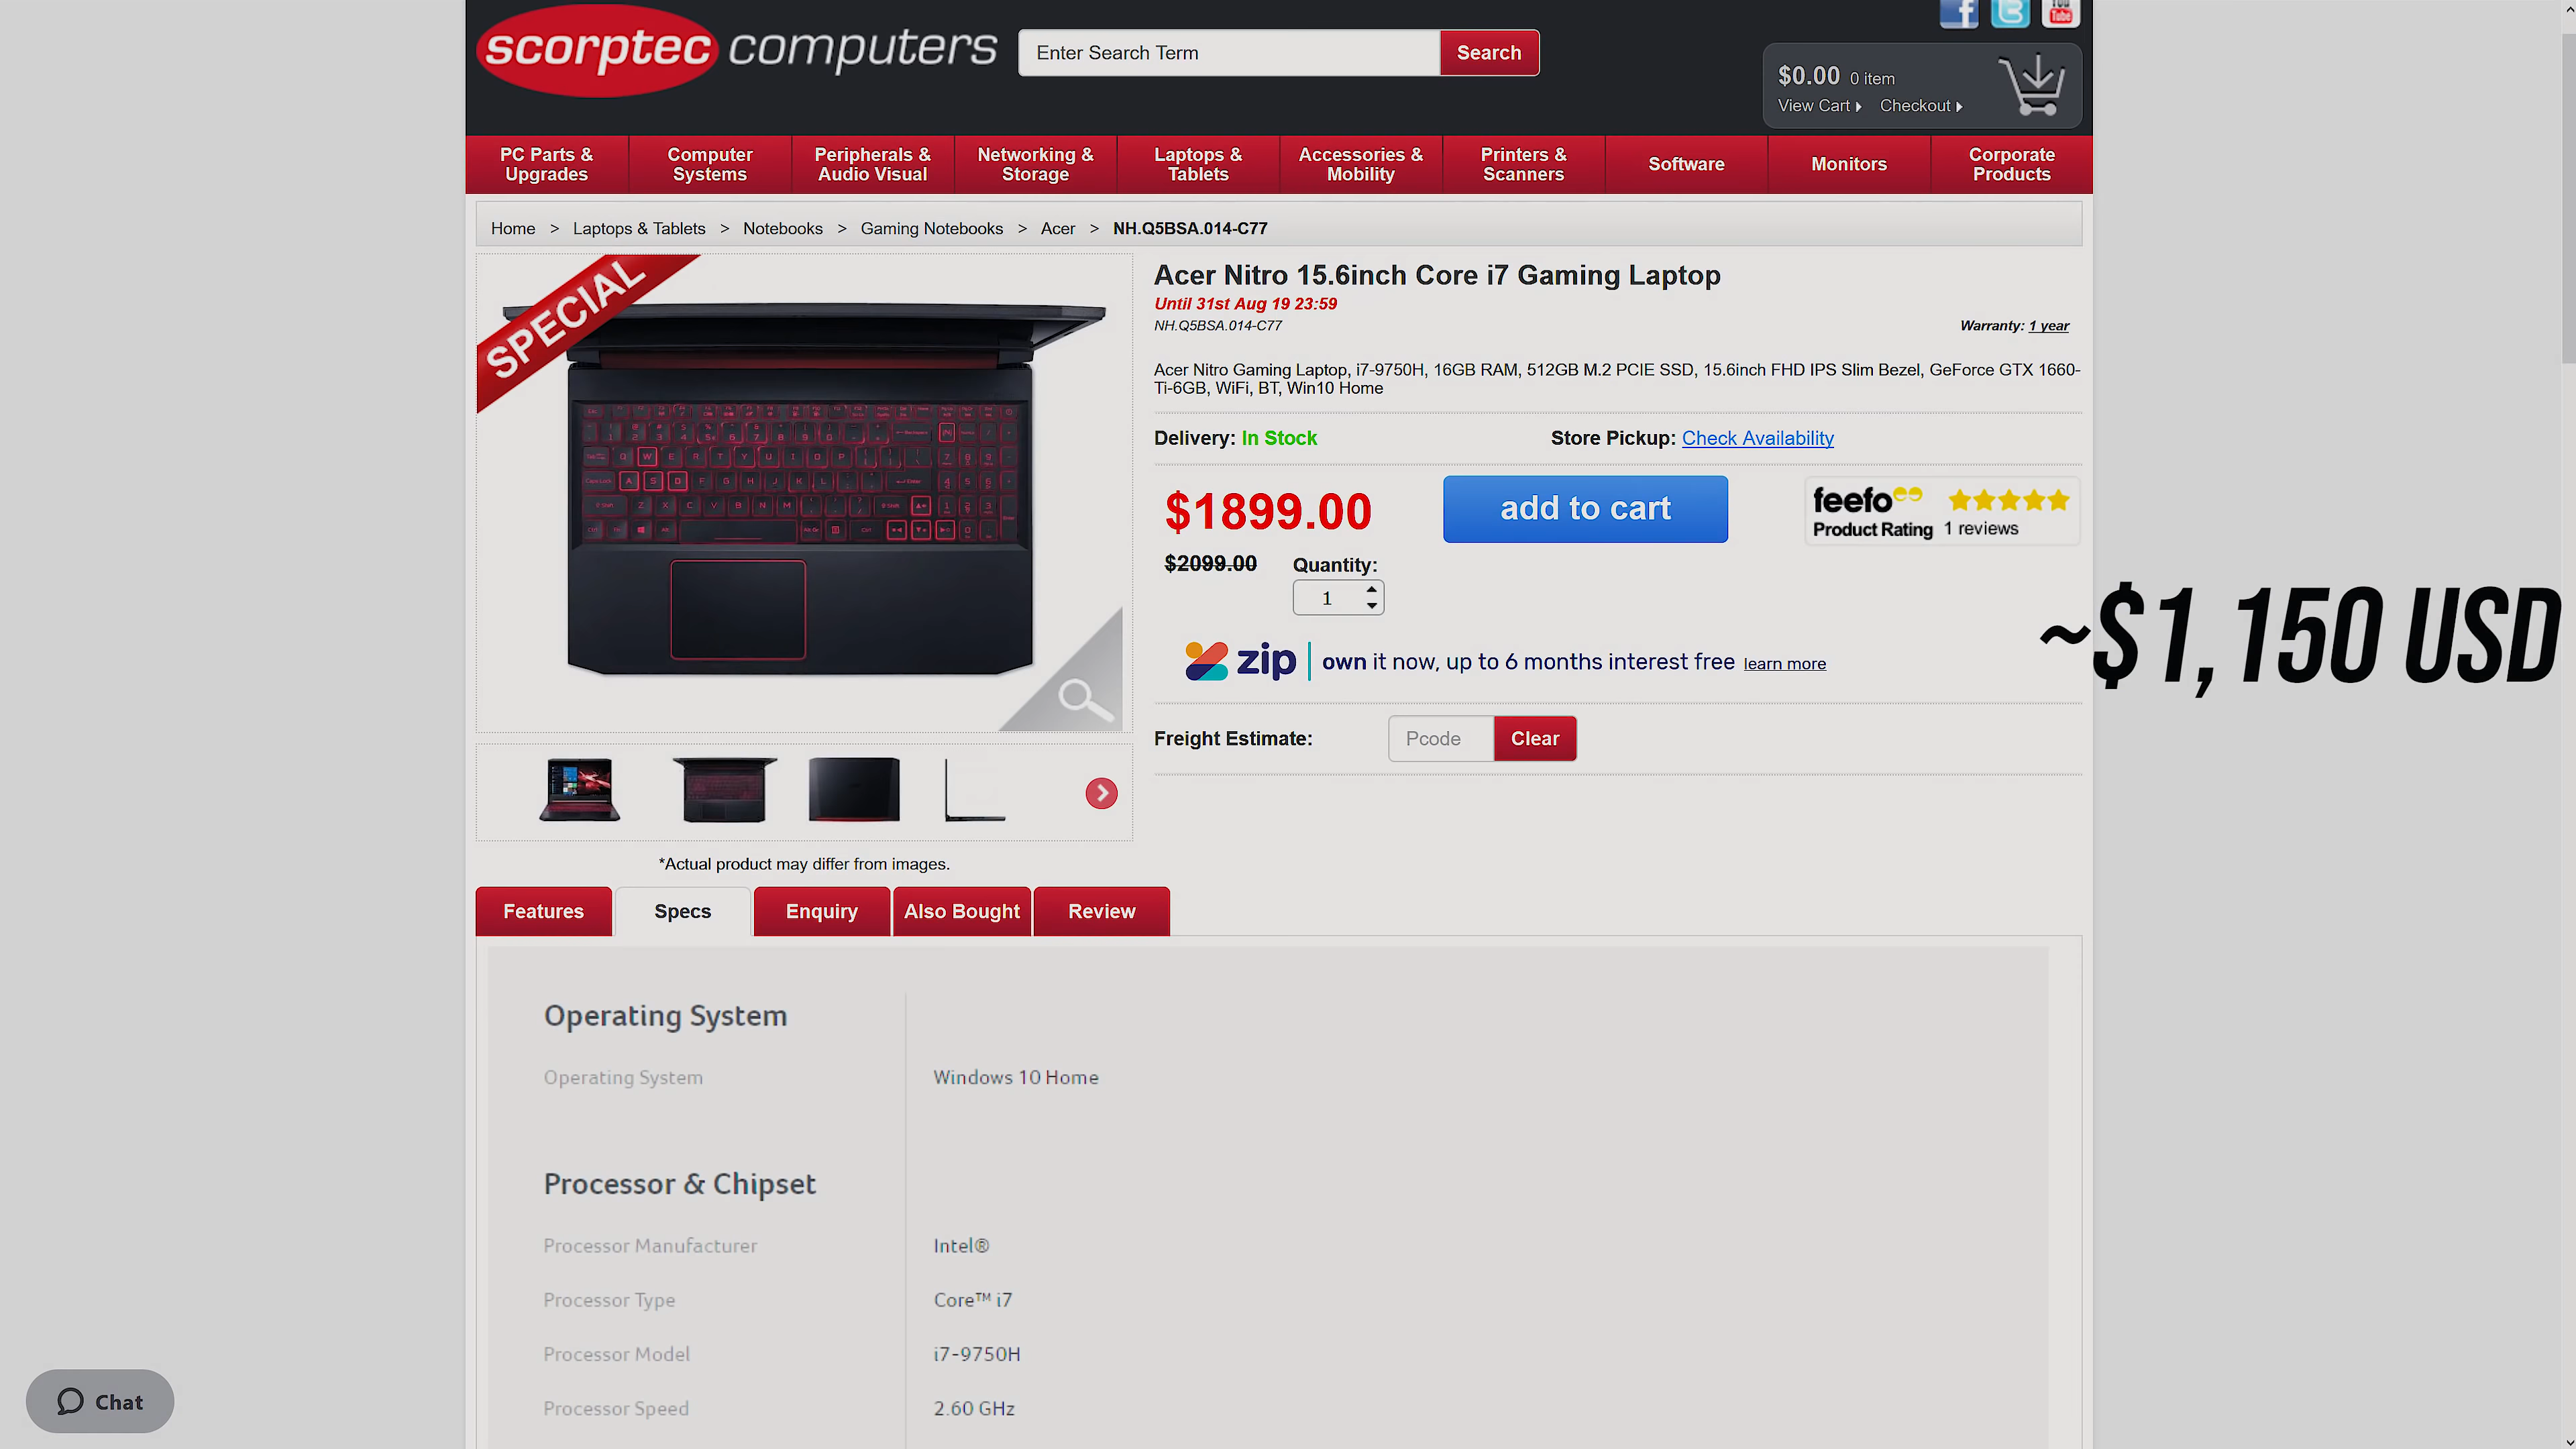 scorptec computers
Enter Search Term
Search
$0.00 0 item
View Cart
Checkout
PC Parts & Upgrades
Computer Systems
Peripherals & Audio Visual
Networking & Storage
Laptops & Tablets
Accessories & Mobility
Printers & Scanners
Software
Monitors
Corporate Products
Home > Laptops & Tablets > Notebooks > Gaming Notebooks > Acer > NH.Q5BSA.014-C77
SPECIAL
Acer Nitro 15.6inch Core i7 Gaming Laptop
Until 31st Aug 19 23:59
NH.Q5BSA.014-C77
Warranty: 1 year
Acer Nitro Gaming Laptop, i7-9750H, 16GB RAM, 512GB M.2 PCIE SSD, 15.6inch FHD IPS Slim Bezel, GeForce GTX 1660-
Ti-6GB, WiFi, BT, Win10 Home
Delivery: In Stock
Store Pickup: Check Availability
$1899.00
add to cart
feefo
Product Rating 1 reviews
$2099.00
Quantity:
1
~$1,150 USD
zip | own it now, up to 6 months interest free learn more
Freight Estimate:
Pcode
Clear
*Actual product may differ from images.
Features
Specs
Enquiry
Also Bought
Review
Operating System
Operating System Windows 10 Home
Processor & Chipset
Processor Manufacturer Intel®
Processor Type Core™ i7
Processor Model i7-9750H
Processor Speed 2.60 GHz
Chat